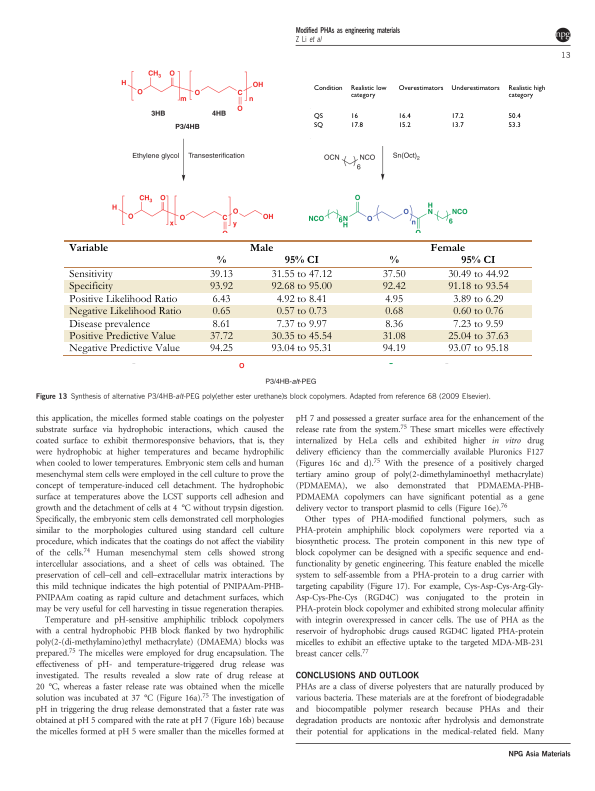 Modified PHAs as engineering materials
Z Li et al
npg
13
CH3 O
H O O OH
m n
O
3HB 4HB
P3/4HB
Ethylene glycol Transesterification
Condition Realistic low category Overestimators Underestimators Realistic high category
QS 16 16.4 17.2 50.4
SQ 17.8 15.2 13.7 53.3
OCN NCO Sn(Oct)2
6
CH3 O
H O O C O OH
x y
O
NCO 6 N H O O O n O H N 6 NCO
Variable Male Female
% 95% CI % 95% CI
Sensitivity 39.13 31.55 to 47.12 37.50 30.49 to 44.92
Specificity 93.92 92.68 to 95.00 92.42 91.18 to 93.54
Positive Likelihood Ratio 6.43 4.92 to 8.41 4.95 3.89 to 6.29
Negative Likelihood Ratio 0.65 0.57 to 0.73 0.68 0.60 to 0.76
Disease prevalence 8.61 7.37 to 9.97 8.36 7.23 to 9.59
Positive Predictive Value 37.72 30.35 to 45.54 31.08 25.04 to 37.63
Negative Predictive Value 94.25 93.04 to 95.31 94.19 93.07 to 95.18
O
P3/4HB-alt-PEG
Figure 13 Synthesis of alternative P3/4HB-alt-PEG poly(ether ester urethane)s block copolymers. Adapted from reference 68 (2009 Elsevier).
this application, the micelles formed stable coatings on the polyester
substrate surface via hydrophobic interactions, which caused the
coated surface to exhibit thermoresponsive behaviors, that is, they
were hydrophobic at higher temperatures and became hydrophilic
when cooled to lower temperatures. Embryonic stem cells and human
mesenchymal stem cells were employed in the cell culture to prove the
concept of temperature-induced cell detachment. The hydrophobic
surface at temperatures above the LCST supports cell adhesion and
growth and the detachment of cells at 4 °C without trypsin digestion.
Specifically, the embryonic stem cells demonstrated cell morphologies
similar to the morphologies cultured using standard cell culture
procedure, which indicates that the coatings do not affect the viability
of the cells.74 Human mesenchymal stem cells showed strong
intercellular associations, and a sheet of cells was obtained. The
preservation of cell–cell and cell–extracellular matrix interactions by
this mild technique indicates the high potential of PNIPAAm-PHB-
PNIPAAm coating as rapid culture and detachment surfaces, which
may be very useful for cell harvesting in tissue regeneration therapies.
Temperature and pH-sensitive amphiphilic triblock copolymers
with a central hydrophobic PHB block flanked by two hydrophilic
poly(2-(di-methylamino)ethyl methacrylate) (DMAEMA) blocks was
prepared.75 The micelles were employed for drug encapsulation. The
effectiveness of pH- and temperature-triggered drug release was
investigated. The results revealed a slow rate of drug release at
20 °C, whereas a faster release rate was obtained when the micelle
solution was incubated at 37 °C (Figure 16a).75 The investigation of
pH in triggering the drug release demonstrated that a faster rate was
obtained at pH 5 compared with the rate at pH 7 (Figure 16b) because
the micelles formed at pH 5 were smaller than the micelles formed at
pH 7 and possessed a greater surface area for the enhancement of the
release rate from the system.75 These smart micelles were effectively
internalized by HeLa cells and exhibited higher in vitro drug
delivery efficiency than the commercially available Pluronics F127
(Figures 16c and d).75 With the presence of a positively charged
tertiary amino group of poly(2-dimethylaminoethyl methacrylate)
(PDMAEMA), we also demonstrated that PDMAEMA-PHB-
PDMAEMA copolymers can have significant potential as a gene
delivery vector to transport plasmid to cells (Figure 16e).76
Other types of PHA-modified functional polymers, such as
PHA-protein amphiphilic block copolymers were reported via a
biosynthetic process. The protein component in this new type of
block copolymer can be designed with a specific sequence and end-
functionality by genetic engineering. This feature enabled the micelle
system to self-assemble from a PHA-protein to a drug carrier with
targeting capability (Figure 17). For example, Cys-Asp-Cys-Arg-Gly-
Asp-Cys-Phe-Cys (RGD4C) was conjugated to the protein in
PHA-protein block copolymer and exhibited strong molecular affinity
with integrin overexpressed in cancer cells. The use of PHA as the
reservoir of hydrophobic drugs caused RGD4C ligated PHA-protein
micelles to exhibit an effective uptake to the targeted MDA-MB-231
breast cancer cells.77
CONCLUSIONS AND OUTLOOK
PHAs are a class of diverse polyesters that are naturally produced by
various bacteria. These materials are at the forefront of biodegradable
and biocompatible polymer research because PHAs and their
degradation products are nontoxic after hydrolysis and demonstrate
their potential for applications in the medical-related field. Many
NPG Asia Materials